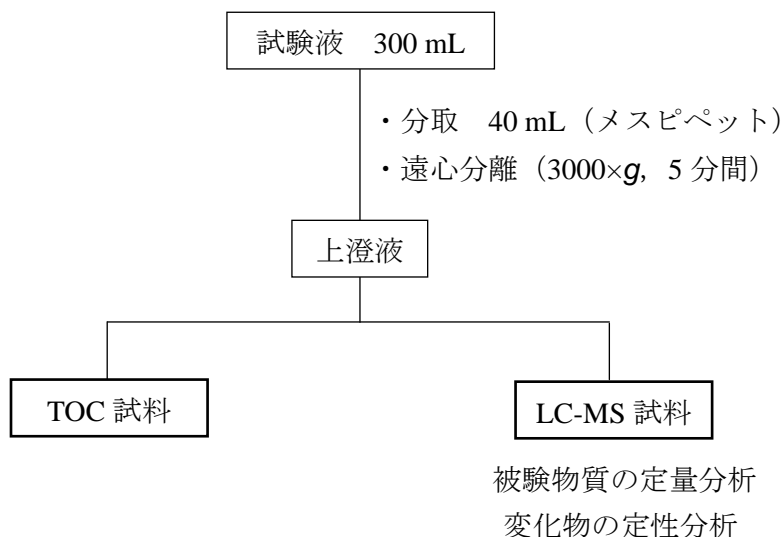 試験液　300 mL
・分取　40 mL（メスピペット）
・遠心分離（3000×g, 5 分間）
上澄液
TOC 試料
LC-MS 試料
被験物質の定量分析
変化物の定性分析